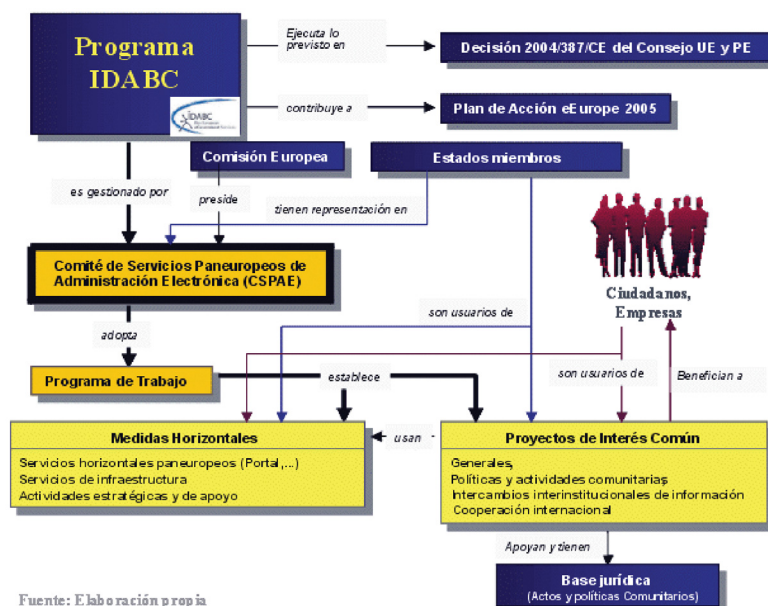 Programa
IDABC
IDABC
Ejecuta lo
previsto en
Decisión 2004/387/CE del Consejo UE y PE
contribuye a
Plan de Acción eEurope 2005
Comisión Europea
Estados miembros
es gestionado por
preside
tienen representación en
Comité de Servicios Paneuropeos de
Administración Electrónica (CSPAE)
Ciudadanos,
Empresas
son usuarios de
adopta
Programa de Trabajo
establece
son usuarios de
Benefician a
Medidas Horizontales
Servicios horizontales paneuropeos (Portal,...)
Servicios de infraestructura
Actividades estratégicas y de apoyo
usan
Proyectos de Interés Común
Generales,
Políticas y actividades comunitarias,
Intercambios interinstitucionales de información
Cooperación internacional
Apoyan y tienen
Base jurídica
(Actos y políticas Comunitarios)
Fuente: Elaboración propia